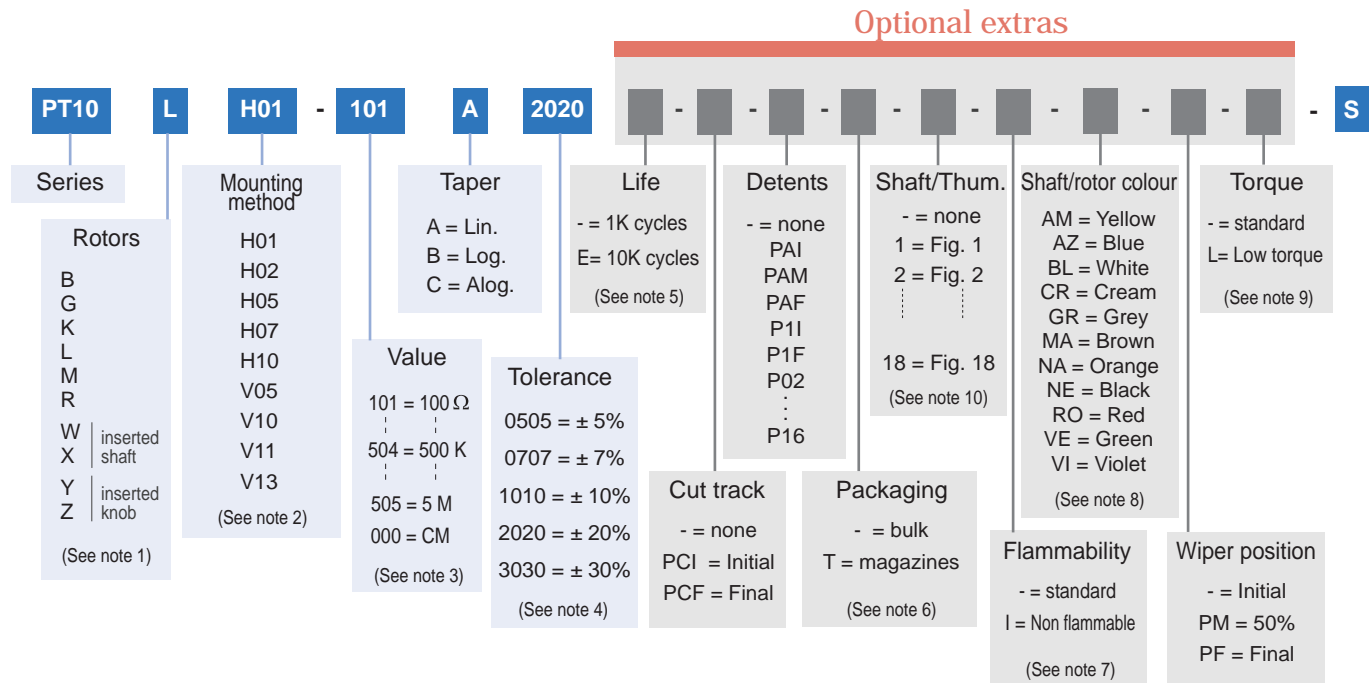 Optional extras
PT10 L H01 - 101 A 2020 - - - - - - - - - S
Series
Rotors
B
G
K
L
M
R
W
X
inserted
shaft
Y
Z
inserted
knob
(See note 1)
Mounting
method
H01
H02
H05
H07
H10
V05
V10
V11
V13
(See note 2)
Value
101 = 100 Ω
504 = 500 K
505 = 5 M
000 = CM
(See note 3)
Taper
A = Lin.
B = Log.
C = Alog.
Tolerance
0505 = ± 5%
0707 = ± 7%
1010 = ± 10%
2020 = ± 20%
3030 = ± 30%
(See note 4)
Life
- = 1K cycles
E= 10K cycles
(See note 5)
Cut track
- = none
PCI = Initial
PCF = Final
Detents
- = none
PAI
PAM
PAF
P1I
P1F
P02
:
:
P16
Packaging
- = bulk
T = magazines
(See note 6)
Shaft/Thum.
- = none
1 = Fig. 1
2 = Fig. 2
18 = Fig. 18
(See note 10)
Flammability
- = standard
I = Non flammable
(See note 7)
Shaft/rotor colour
AM = Yellow
AZ = Blue
BL = White
CR = Cream
GR = Grey
MA = Brown
NA = Orange
NE = Black
RO = Red
VE = Green
VI = Violet
(See note 8)
Wiper position
- = Initial
PM = 50%
PF = Final
Torque
- = standard
L= Low torque
(See note 9)